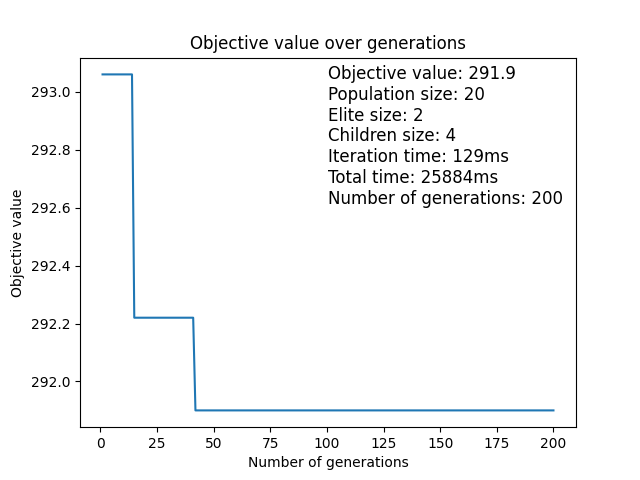 Objective value over generations
Objective value: 291.9
Population size: 20
Elite size: 2
Children size: 4
Iteration time: 129ms
Total time: 25884ms
Number of generations: 200
293.0
292.8
292.6
292.4
292.2
292.0
Objective value
0 25 50 75 100 125 150 175 200
Number of generations